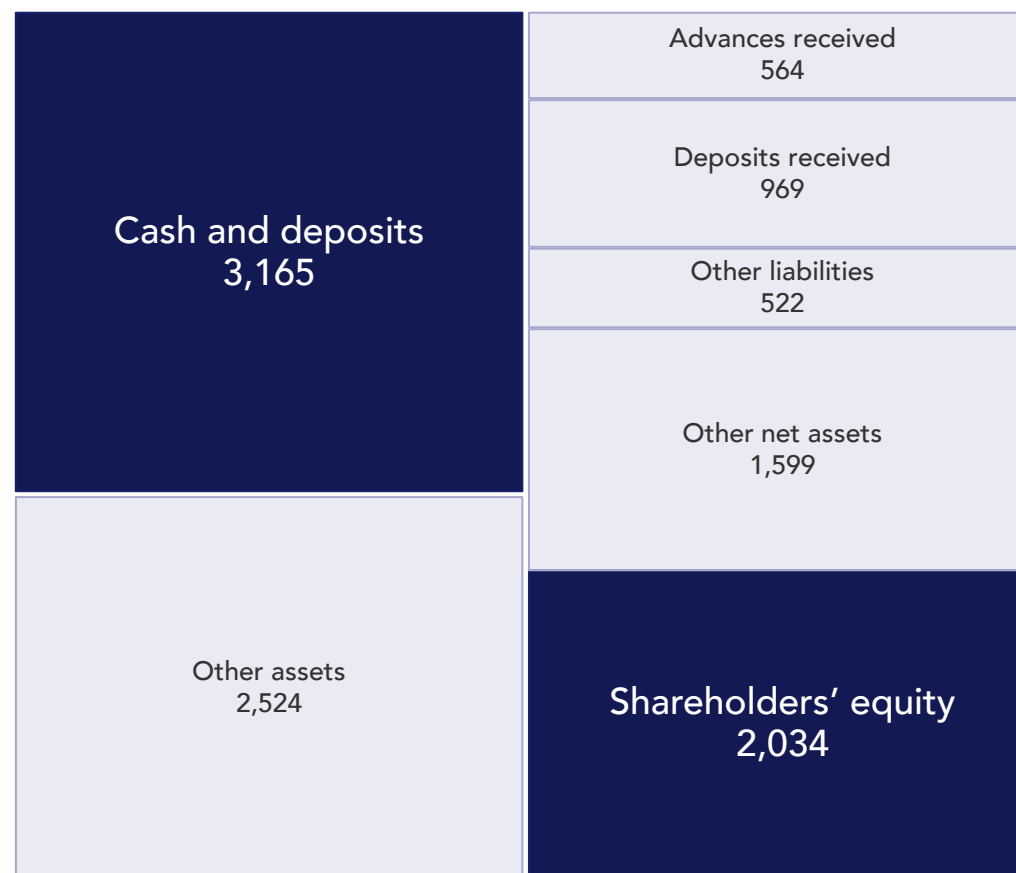 Cash and deposits
3,165
Other assets
2,524
Advances received
564
Deposits received
969
Other liabilities
522
Other net assets
1,599
Shareholders’ equity
2,034